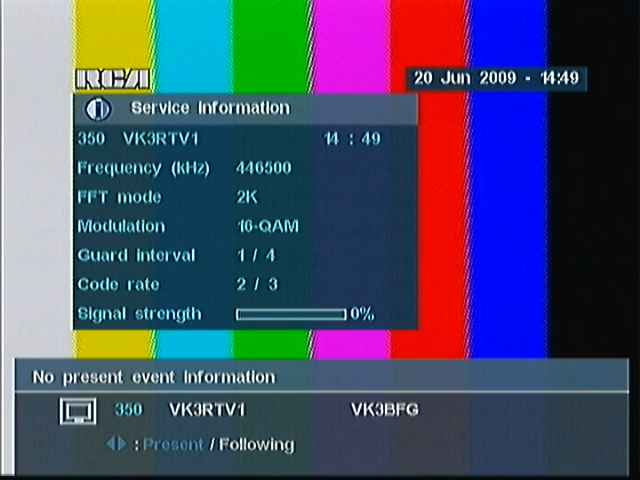 RCA
20 Jun 2009 - 14:49
Service Information
350 VK3RTV1 14 : 49
Frequency (kHz) 446500
FFT mode 2K
Modulation 16-QAM
Guard interval 1 / 4
Code rate 2 / 3
Signal strength 0%
No present event information
350 VK3RTV1 VK3BFG
: Present / Following